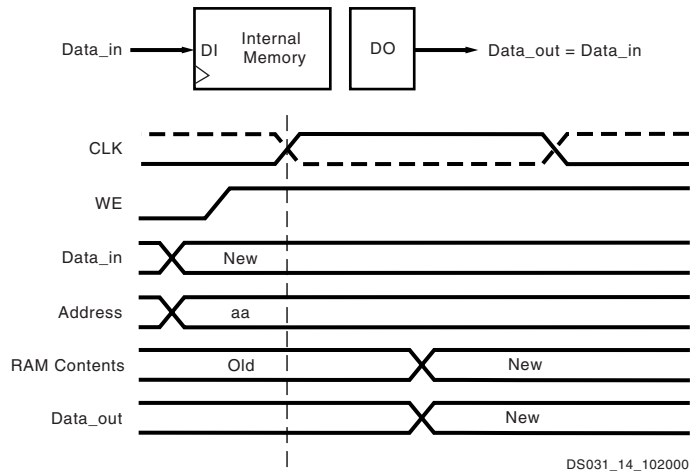 Data_in
DI
Internal
Memory
DO
Data_out = Data_in
CLK
WE
Data_in
New
Address
aa
RAM Contents
Old
New
Data_out
New
DS031_14_102000